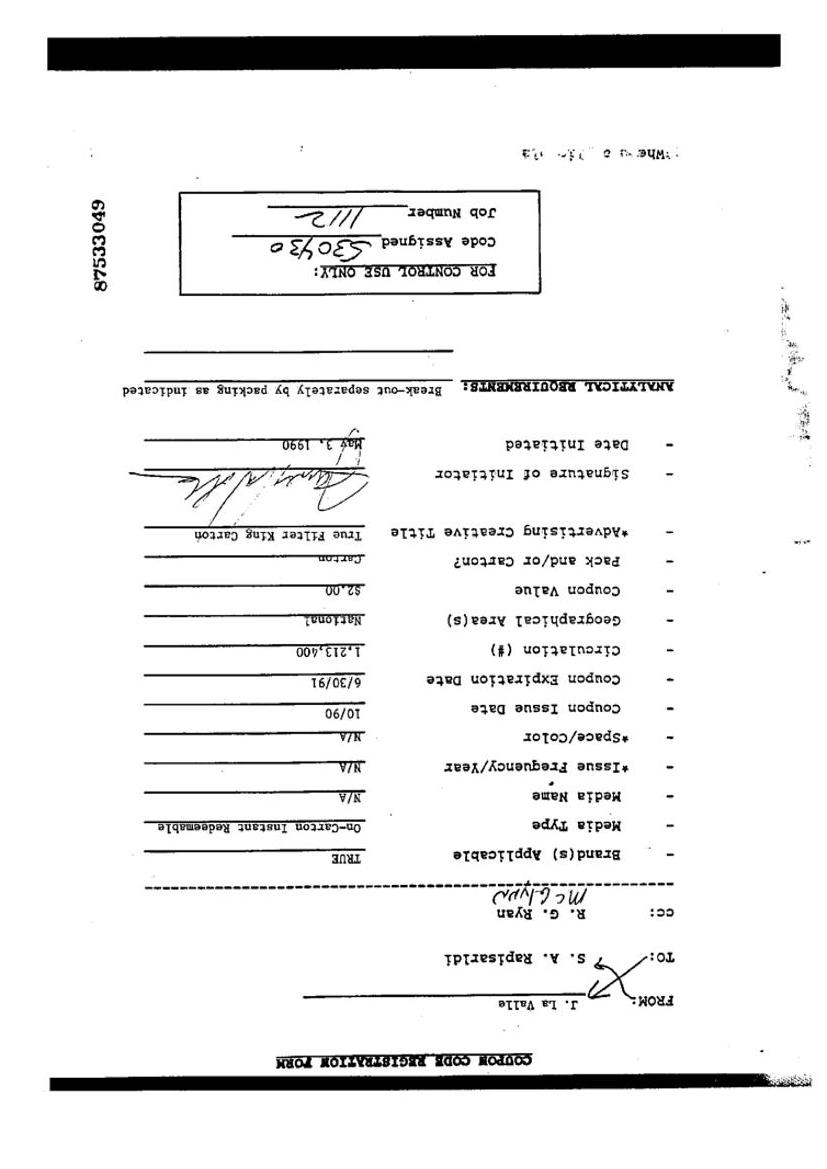 COUPON CODE REGISTRATION FORM
FROM: J. La Valle
TO: S. A. Rapisaridi
cc: R. G. Ryan
McGlynn
- Brand(s) Applicable TRUE
- Media Type On-Carton Instant Redeemable
- Media Name N/A
- *Issue Frequency/Year N/A
- *Space/Color N/A
- Coupon Issue Date 10/90
- Coupon Expiration Date 6/30/91
- Circulation (#) 1,213,400
- Geographical Area(s) National
- Coupon Value $2.00
- Pack and/or Carton? Carton
- *Advertising Creative Title True Filter King Carton
- Signature of Initiator
- Date Initiated May 3, 1990
ANALYTICAL REQUIREMENTS: Break-out separately by packing as indicated
FOR CONTROL USE ONLY:
Code Assigned 530430
Job Number 1112
87533049